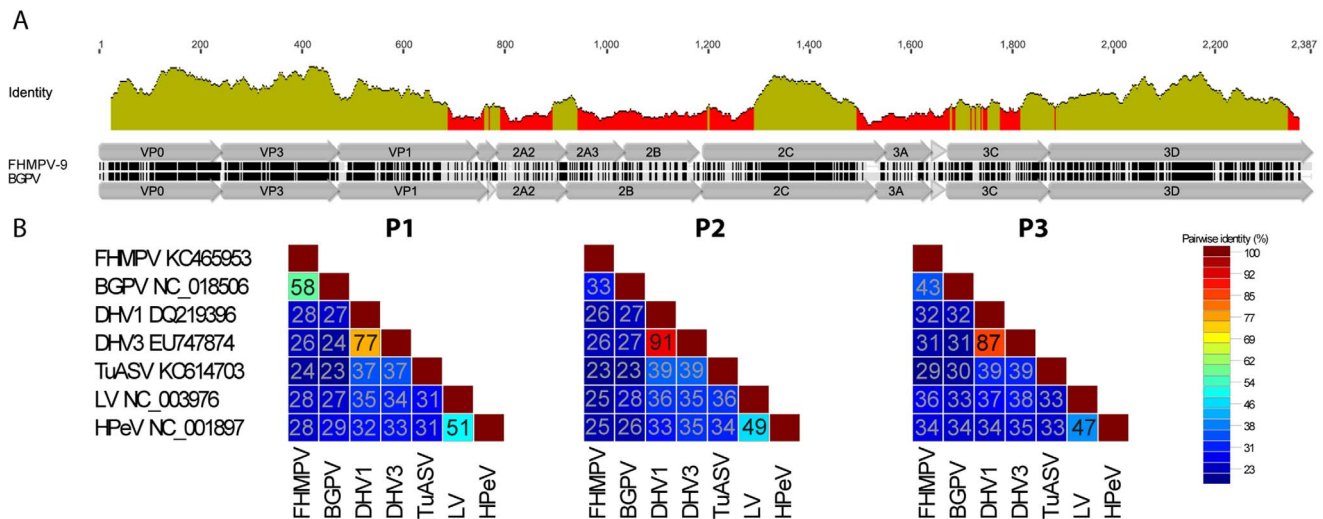 A
1 200 400 600 800 1,000 1,200 1,400 1,600 1,800 2,000 2,200 2,387
Identity
VP0 VP3 VP1 2A2 2A3 2B 2C 3A 3C 3D
FHMPV-9
BGPV
VP0 VP3 VP1 2A2 2B 2C 3A 3C 3D
B P1 P2 P3
Pairwise identity (%)
FHMPV KC465953
BGPV NC_018506 58 33 43
DHV1 DQ219396 28 27 26 27 32 32
DHV3 EU747874 26 24 77 26 27 91 31 31 87
TuASV KC614703 24 23 37 37 23 23 39 39 29 30 39 39
LV NC_003976 28 27 35 34 31 25 28 36 35 36 36 33 37 38 33
HPeV NC_001897 28 29 32 33 31 51 25 26 33 35 34 49 34 34 34 35 33 47
FHMPV BGPV DHV1 DHV3 TuASV LV HPeV
FHMPV BGPV DHV1 DHV3 TuASV LV HPeV
FHMPV BGPV DHV1 DHV3 TuASV LV HPeV
100
92
85
77
69
62
54
46
38
31
23